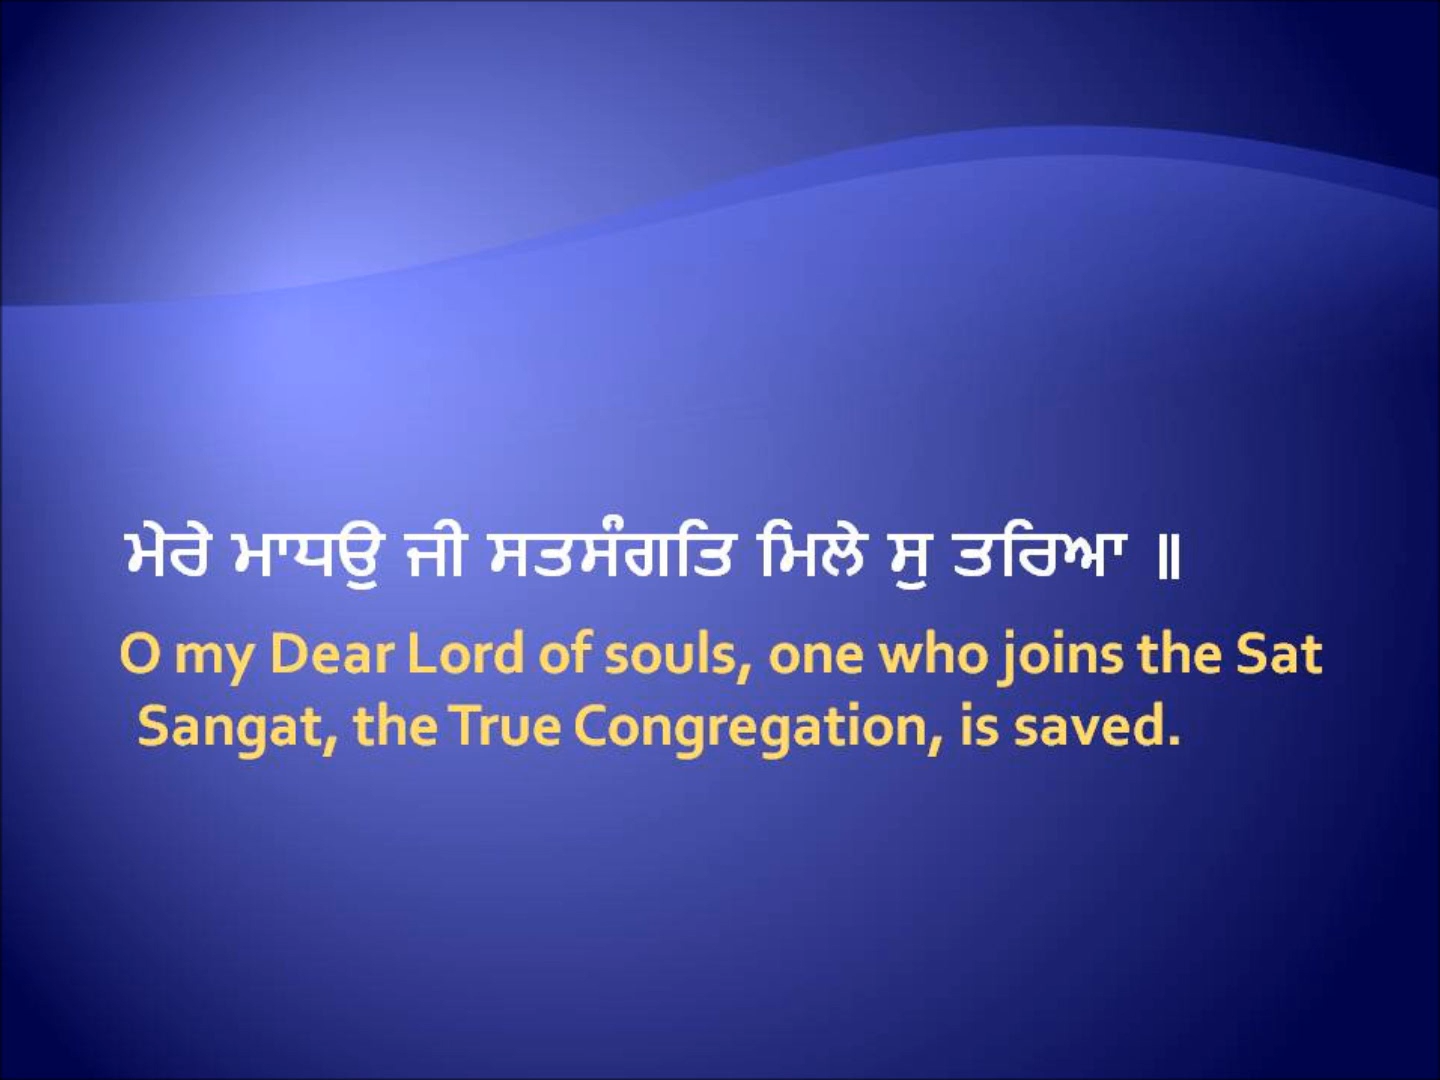 ਮੇਰੇ ਮਾਧਉ ਜੀ ਸਤਸੰਗਤਿ ਮਿਲੇ ਸੁ ਤਰਿਆ ॥
O my Dear Lord of souls, one who joins the Sat
Sangat, the True Congregation, is saved.